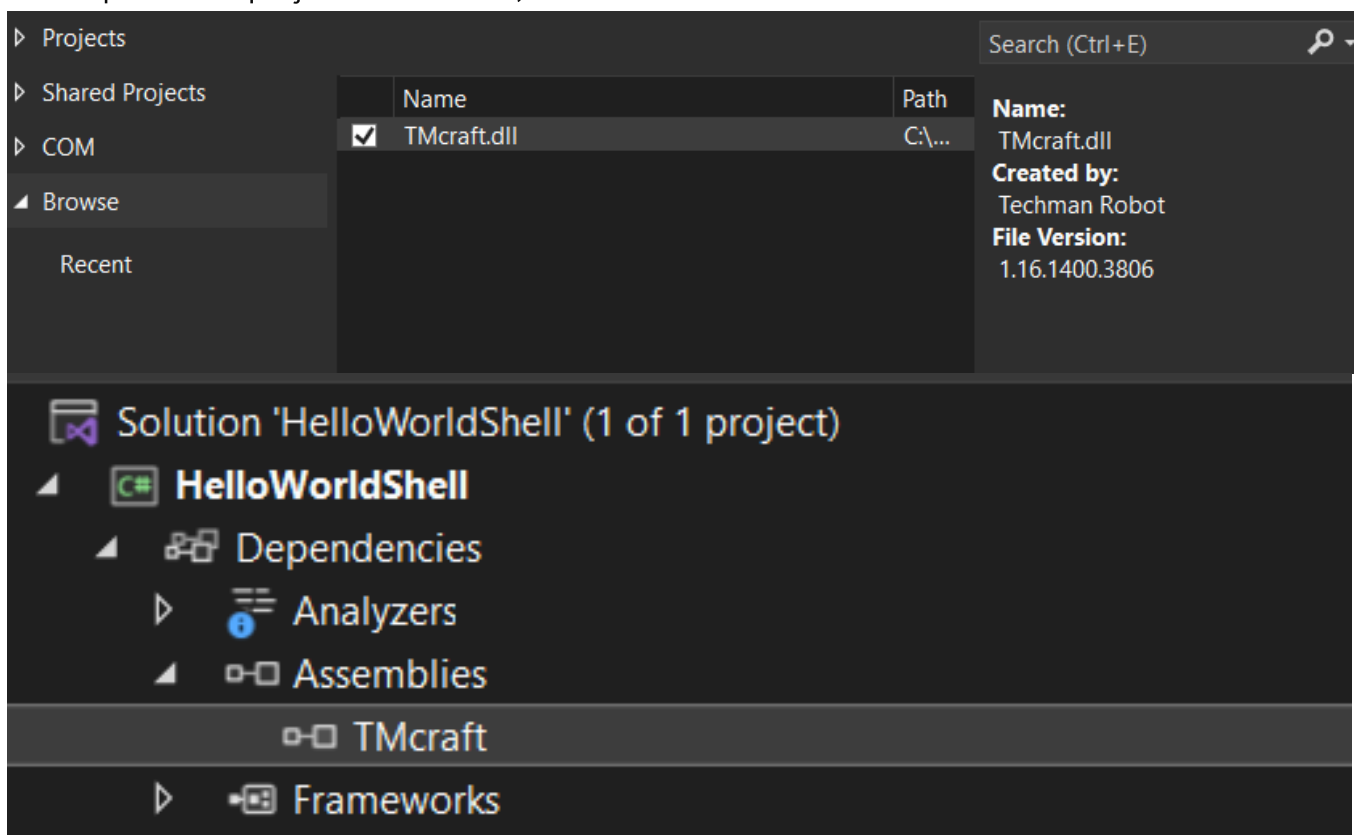 Projects
Shared Projects
COM
Browse
Recent
Name Path
TMcraft.dll C:\...
Search (Ctrl+E)
Name:
TMcraft.dll
Created by:
Techman Robot
File Version:
1.16.1400.3806
Solution 'HelloWorldShell' (1 of 1 project)
C# HelloWorldShell
Dependencies
Analyzers
Assemblies
TMcraft
Frameworks